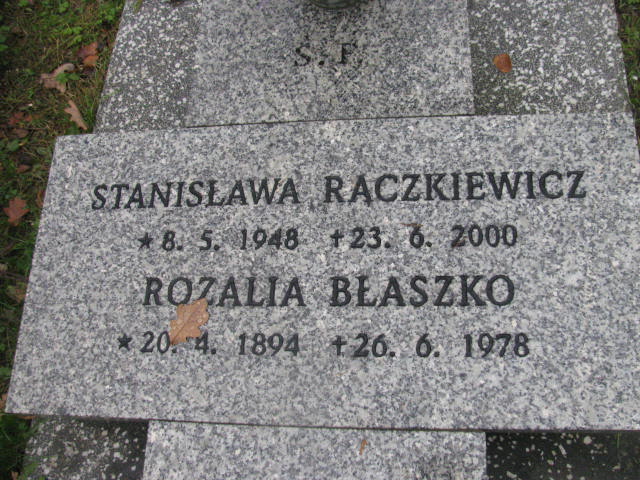 S. P.
STANISŁAWA RACZKIEWICZ
★ 8. 5. 1948 † 23. 6. 2000
ROZALIA BŁASZKO
★ 20. 4. 1894 † 26. 6. 1978